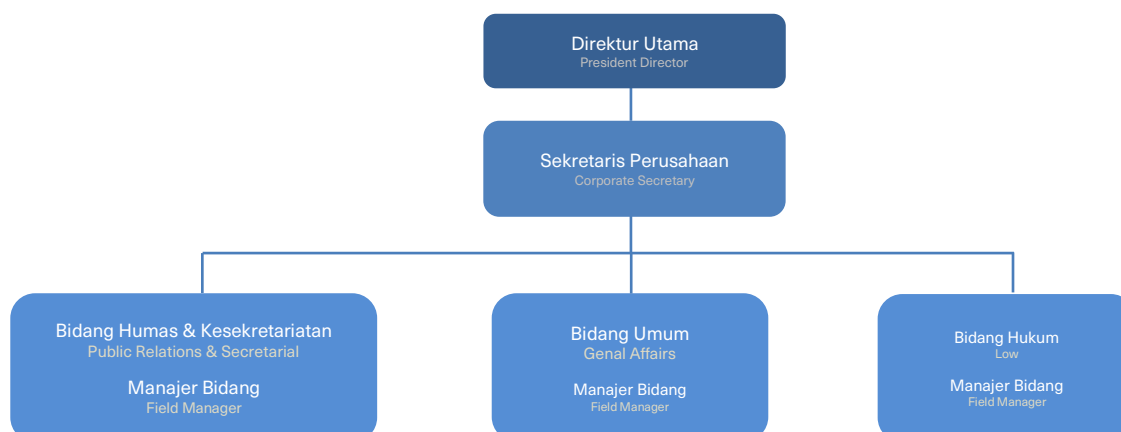 Direktur Utama
President Director
Sekretaris Perusahaan
Corporate Secretary
Bidang Humas & Kesekretariatan
Public Relations & Secretarial
Manajer Bidang
Field Manager
Bidang Umum
Genal Affairs
Manajer Bidang
Field Manager
Bidang Hukum
Low
Manajer Bidang
Field Manager